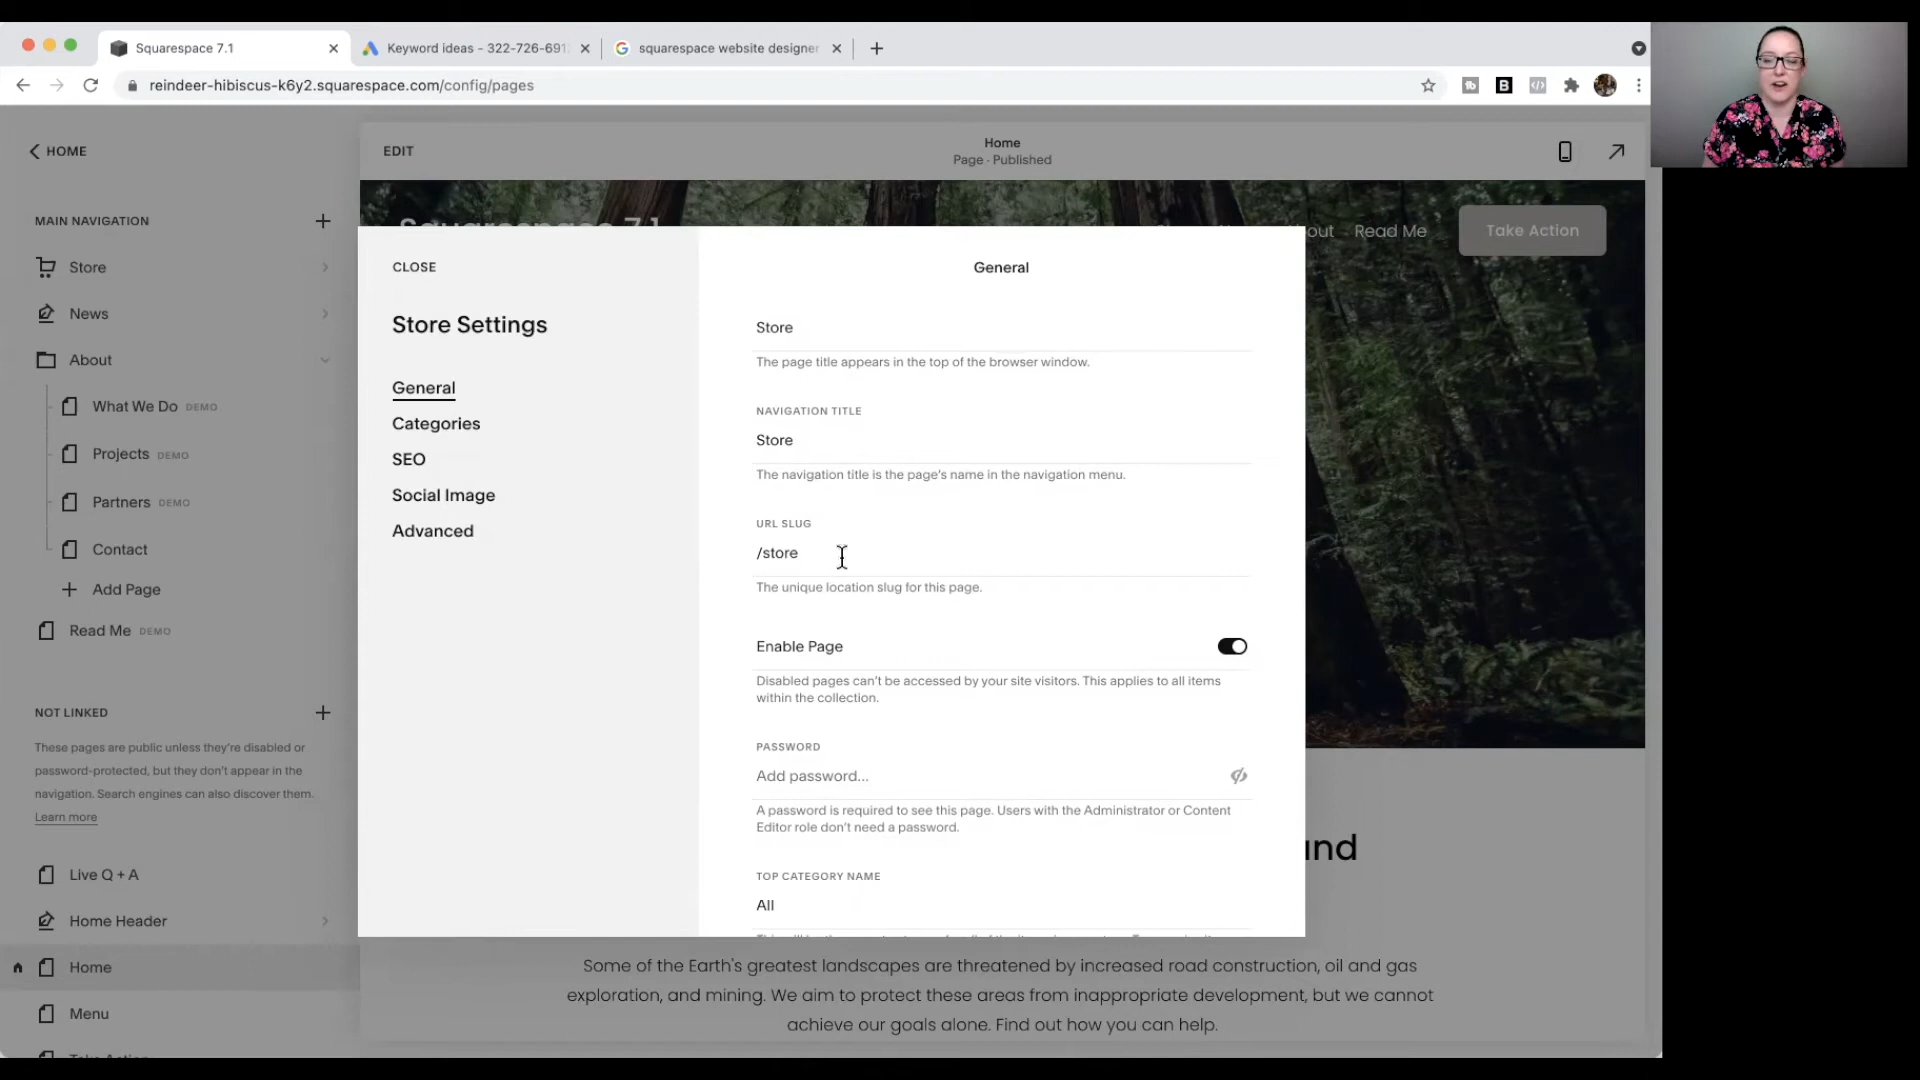 Squarespace 7.1
Keyword ideas - 322-726-691
squarespace website designer
reindeer-hibiscus-k6y2.squarespace.com/config/pages
HOME
EDIT
Home
Page · Published
MAIN NAVIGATION
Store
News
About
What We Do DEMO
Projects DEMO
Partners DEMO
Contact
Add Page
Read Me DEMO
NOT LINKED
These pages are public unless they're disabled or
password-protected, but they don't appear in the
navigation. Search engines can also discover them.
Learn more
Live Q + A
Home Header
Home
Menu
Take Action
Squarespace 7.1
Read Me
Take Action
CLOSE
Store Settings
General
Categories
SEO
Social Image
Advanced
General
Store
The page title appears in the top of the browser window.
NAVIGATION TITLE
Store
The navigation title is the page's name in the navigation menu.
URL SLUG
/store
The unique location slug for this page.
Enable Page
Disabled pages can't be accessed by your site visitors. This applies to all items
within the collection.
PASSWORD
Add password...
A password is required to see this page. Users with the Administrator or Content
Editor role don't need a password.
TOP CATEGORY NAME
All
Some of the Earth's greatest landscapes are threatened by increased road construction, oil and gas
exploration, and mining. We aim to protect these areas from inappropriate development, but we cannot
achieve our goals alone. Find out how you can help.